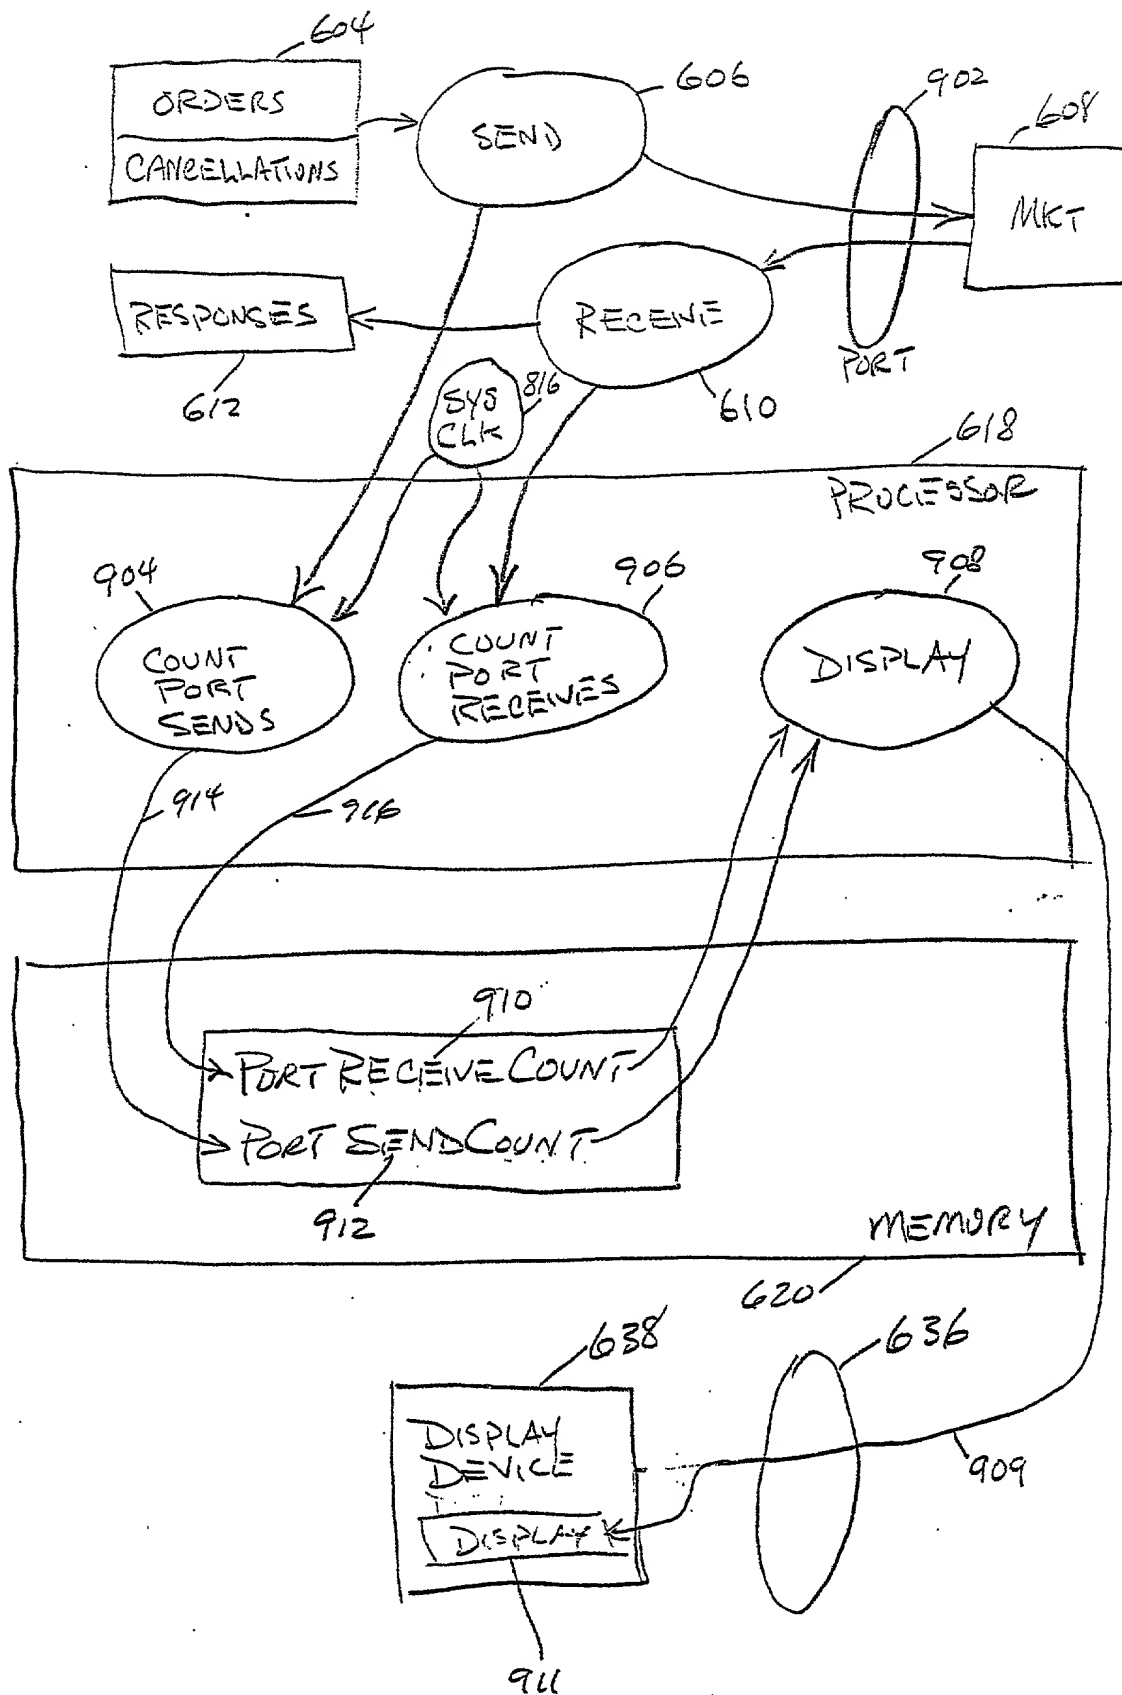 604
ORDERS
CANCELLATIONS
SEND
606
902
608
MKT
RESPONSES
612
RECEIVE
610
PORT
SYS
CLK
816
618
PROCESSOR
904
COUNT
PORT
SENDS
906
COUNT
PORT
RECEIVES
908
DISPLAY
914
916
910
PORT RECEIVE COUNT
PORT SEND COUNT
912
MEMORY
620
638
636
DISPLAY
DEVICE
DISPLAY
909
911